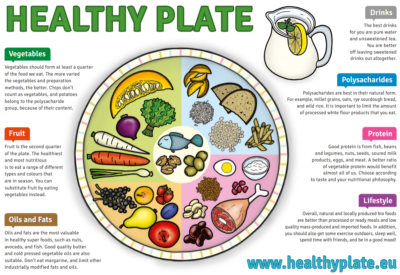 HEALTHY PLATE
Vegetables
Vegetables should form at least a quarter
of the food we eat. The more varied
the vegetables and preparation
methods, the better. Chips don't
count as vegetables, and potatoes
belong to the polysacharide
group, because of their content.
Fruit
Fruit is the second quarter
of the plate. The healthiest
and most nutritious
is to eat a range of different
types and colours that
are in season. You can
substitute fruit by eating
vegetables instead.
Oils and Fats
Oils and Fats are the most valuable
in healthy super foods, such as nuts,
avocado, and fish. Good quality butter
and cold pressed vegetable oils are also
suitable. Don't eat margarine, and limit other
industrially modified fats and oils.
Drinks
The best drinks
for you are pure water
and unsweetened tea.
You are better
off leaving sweetened
drinks out altogether.
Polysacharides
Polysacharides are best in their natural form.
For example, millet grains, oats, rye sourdough bread,
and wild rice. It is important to limit the amount
of processed white flour products that you eat.
Protein
Good protein is from fish, beans
and legumes, nuts, seeds, soured milk
products, eggs, and meat. A better ratio
of vegetable protein would benefit
almost all of us. Choose according
to taste and your nutritional philosophy.
Lifestyle
Overall, natural and locally produced bio foods
are better than processed or ready meals and low
quality mass-produced and imported foods. In addition,
you should also get some exercise outdoors, sleep well,
spend time with friends, and be in a good mood!
www.healthyplate.eu